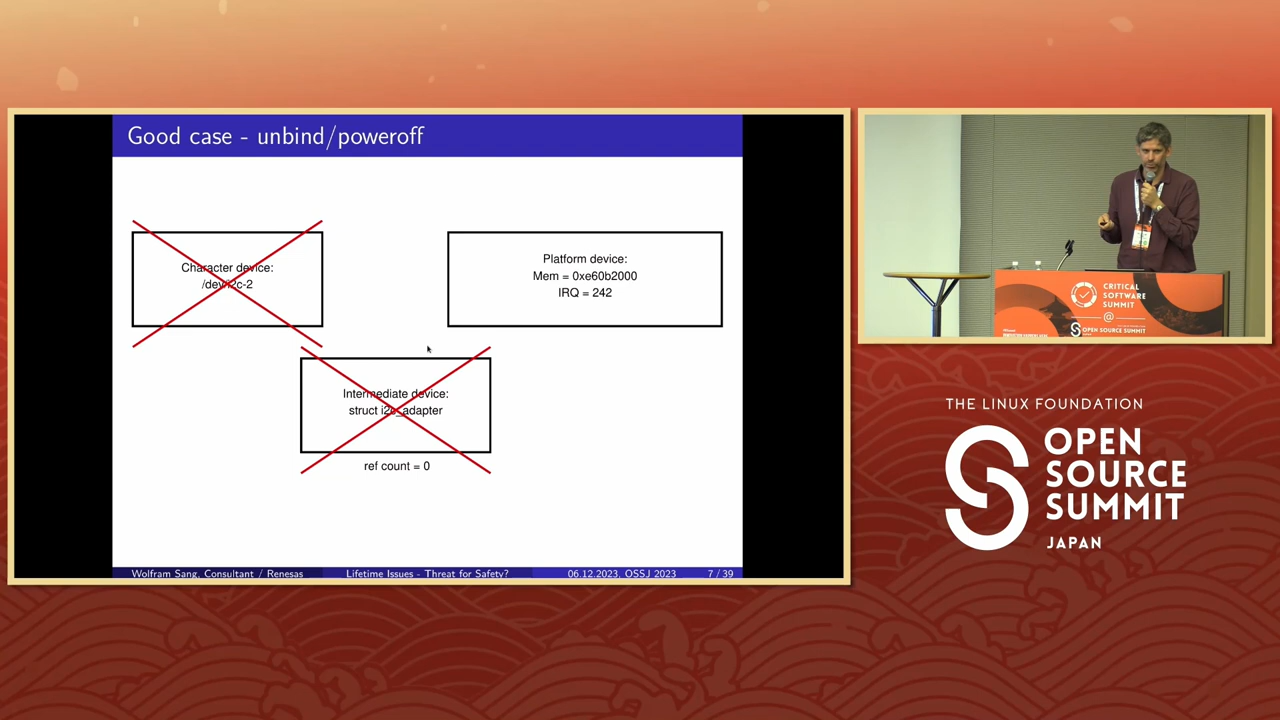 Good case - unbind/poweroff
Character device:
/dev/i2c-2
Platform device:
Mem = 0xe60b2000
IRQ = 242
Intermediate device:
struct i2c_adapter
ref count = 0
Wolfram Sang, Consultant / Renesas
Lifetime Issues - Threat for Safety?
06.12.2023, OSSJ 2023
7 / 39
CRITICAL
SOFTWARE
SUMMIT
@
OPEN SOURCE SUMMIT
THE LINUX FOUNDATION
OPEN
SOURCE
SUMMIT
JAPAN